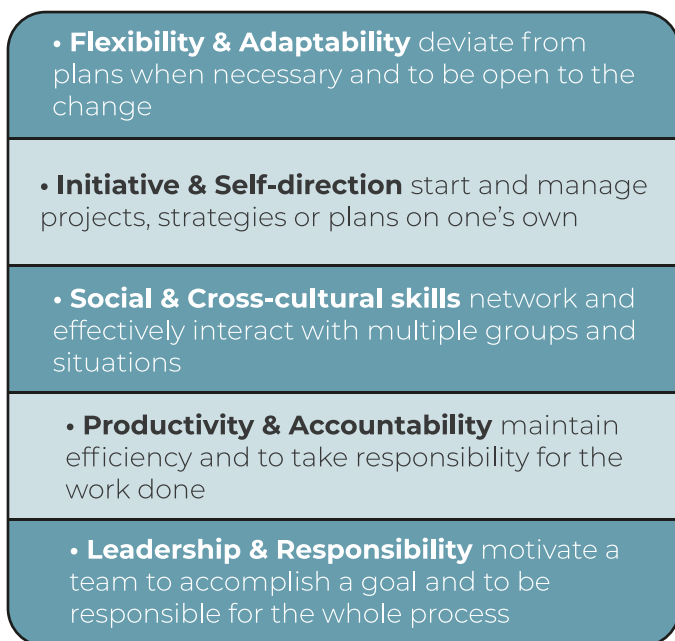 • Flexibility & Adaptability deviate from
plans when necessary and to be open to the
change
• Initiative & Self-direction start and manage
projects, strategies or plans on one's own
• Social & Cross-cultural skills network and
effectively interact with multiple groups and
situations
• Productivity & Accountability maintain
efficiency and to take responsibility for the
work done
• Leadership & Responsibility motivate a
team to accomplish a goal and to be
responsible for the whole process